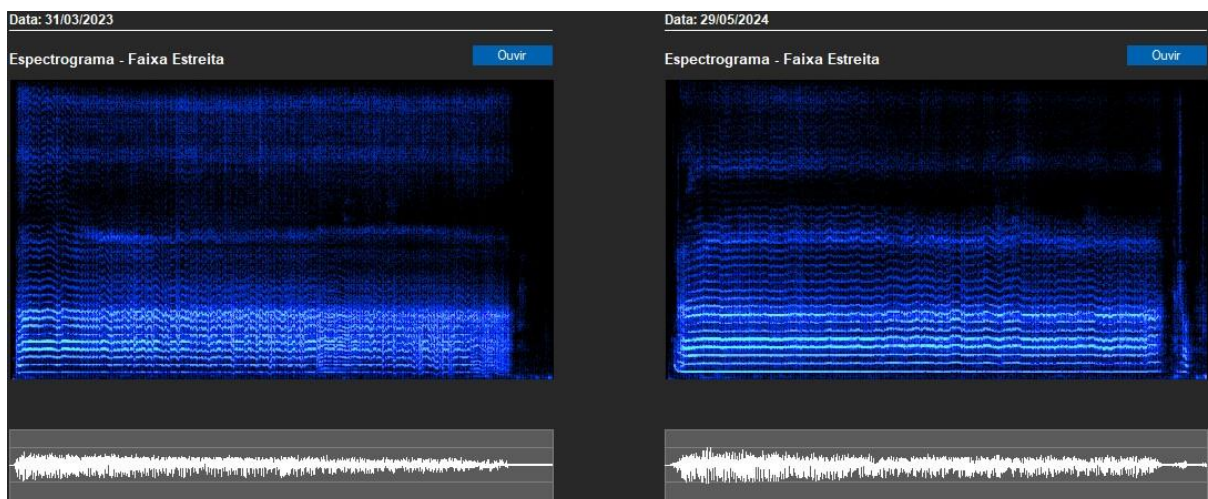 Data: 31/03/2023
Espectrograma - Faixa Estreita
Ouvir
Data: 29/05/2024
Espectrograma - Faixa Estreita
Ouvir